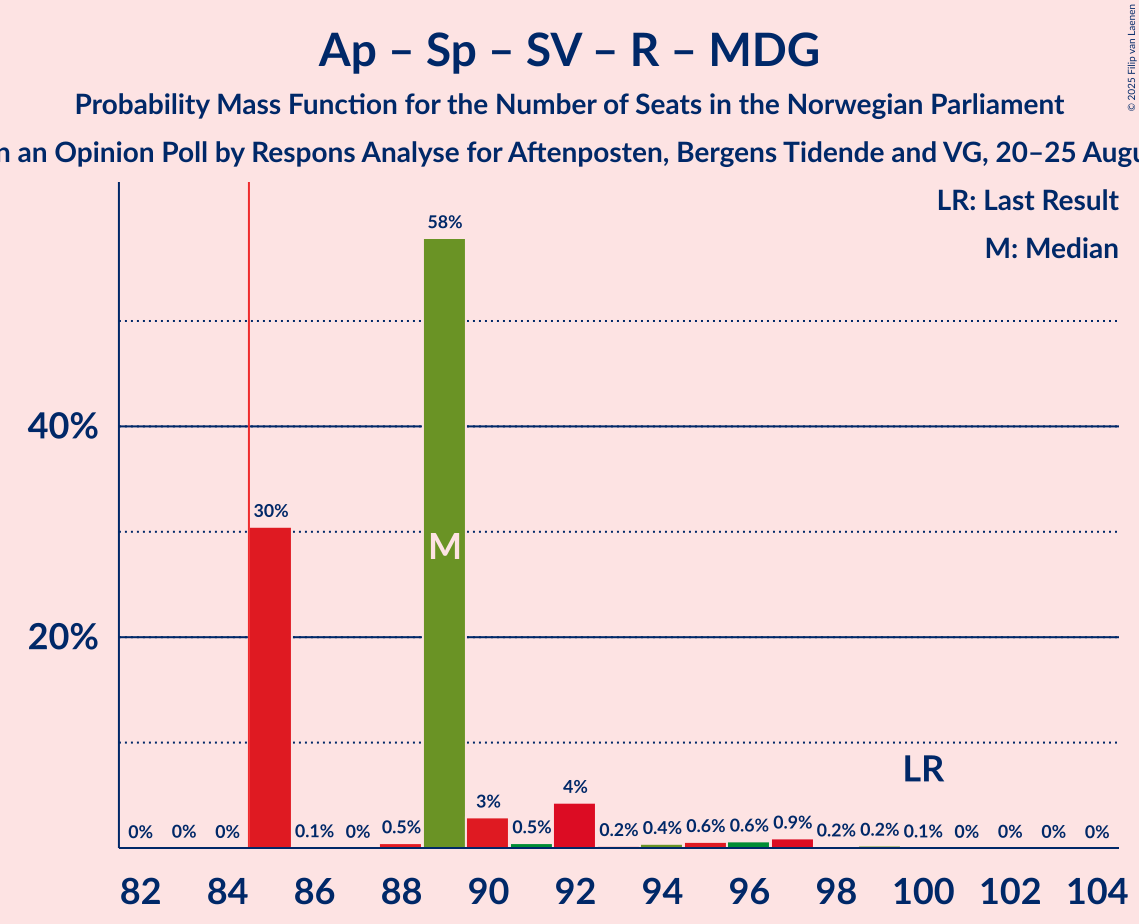 Ap – Sp – SV – R – MDG
Probability Mass Function for the Number of Seats in the Norwegian Parliament
an Opinion Poll by Respons Analyse for Aftenposten, Bergens Tidende and VG, 20–25
© 2025 Filip van Laenen
LR: Last Result
M: Median
58%
40%
30%
M
20%
LR
0% 0% 0% 0.1% 0% 0.5% 3% 0.5% 4% 0.2% 0.4% 0.6% 0.6% 0.9% 0.2% 0.2% 0.1% 0% 0% 0% 0%
82 84 86 88 90 92 94 96 98 100 102 104